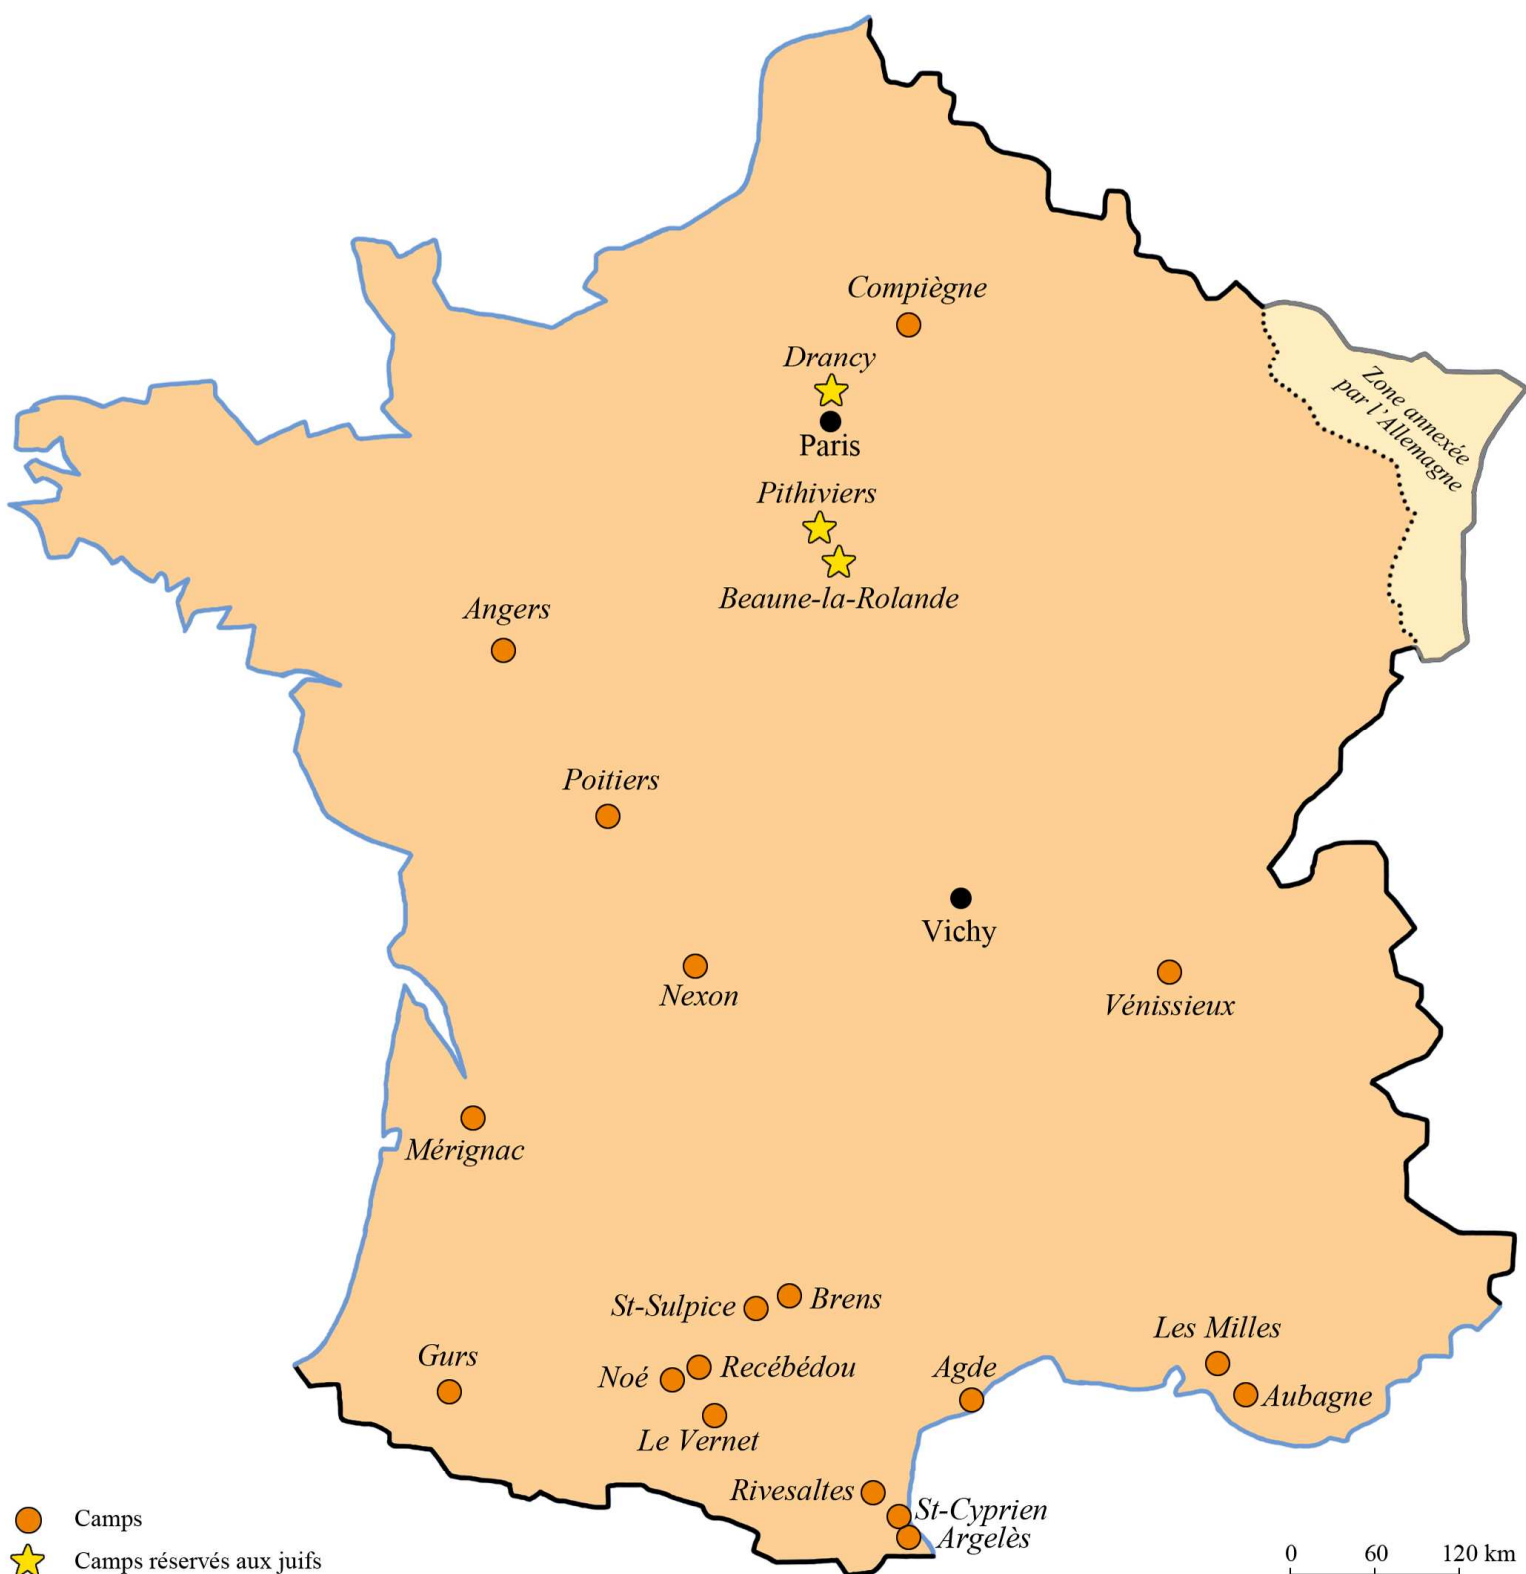 Compiègne
Drancy
Paris
Zone annexée
par l'Allemagne
Pithiviers
Beaune-la-Rolande
Angers
Poitiers
Vichy
Nexon
Vénissieux
Mérignac
St-Sulpice
Brens
Les Milles
Gurs
Noé
Recébédou
Agde
Aubagne
Le Vernet
Rivesaltes
St-Cyprien
Argelès
Camps
Camps réservés aux juifs
0 60 120 km